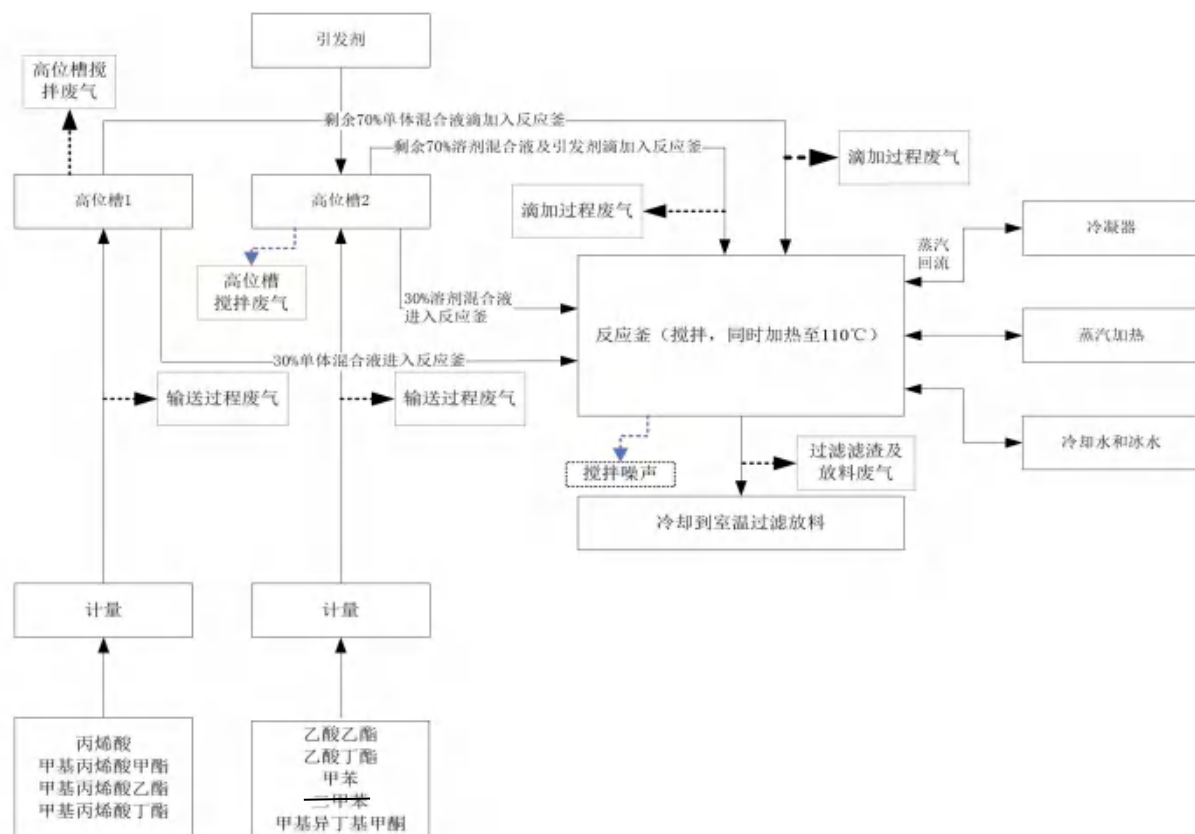 引发剂
高位槽搅
拌废气
剩余70%单体混合液滴加入反应釜
剩余70%溶剂混合液及引发剂滴加入反应釜
滴加过程废气
高位槽1
高位槽2
滴加过程废气
冷凝器
蒸汽
回流
高位槽
搅拌废气
30%溶剂混合液
进入反应釜
反应釜（搅拌，同时加热至110℃）
蒸汽加热
30%单体混合液进入反应釜
输送过程废气
输送过程废气
冷却水和冰水
过滤滤渣及
放料废气
搅拌噪声
冷却到室温过滤放料
计量
计量
丙烯酸
甲基丙烯酸甲酯
甲基丙烯酸乙酯
甲基丙烯酸丁酯
乙酸乙酯
乙酸丁酯
甲苯
二甲苯
甲基异丁基甲酮